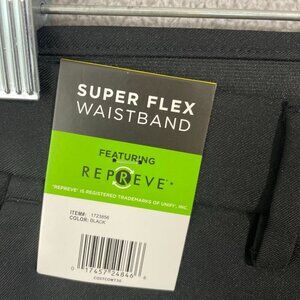 SUPER FLEX
WAISTBAND
FEATURING
REPREVE®
"REPREVE" IS REGISTERED TRADEMARKS OF UNIFI, INC.
ITEM#: 1723856
COLOR: BLACK
0 17457 24846 6